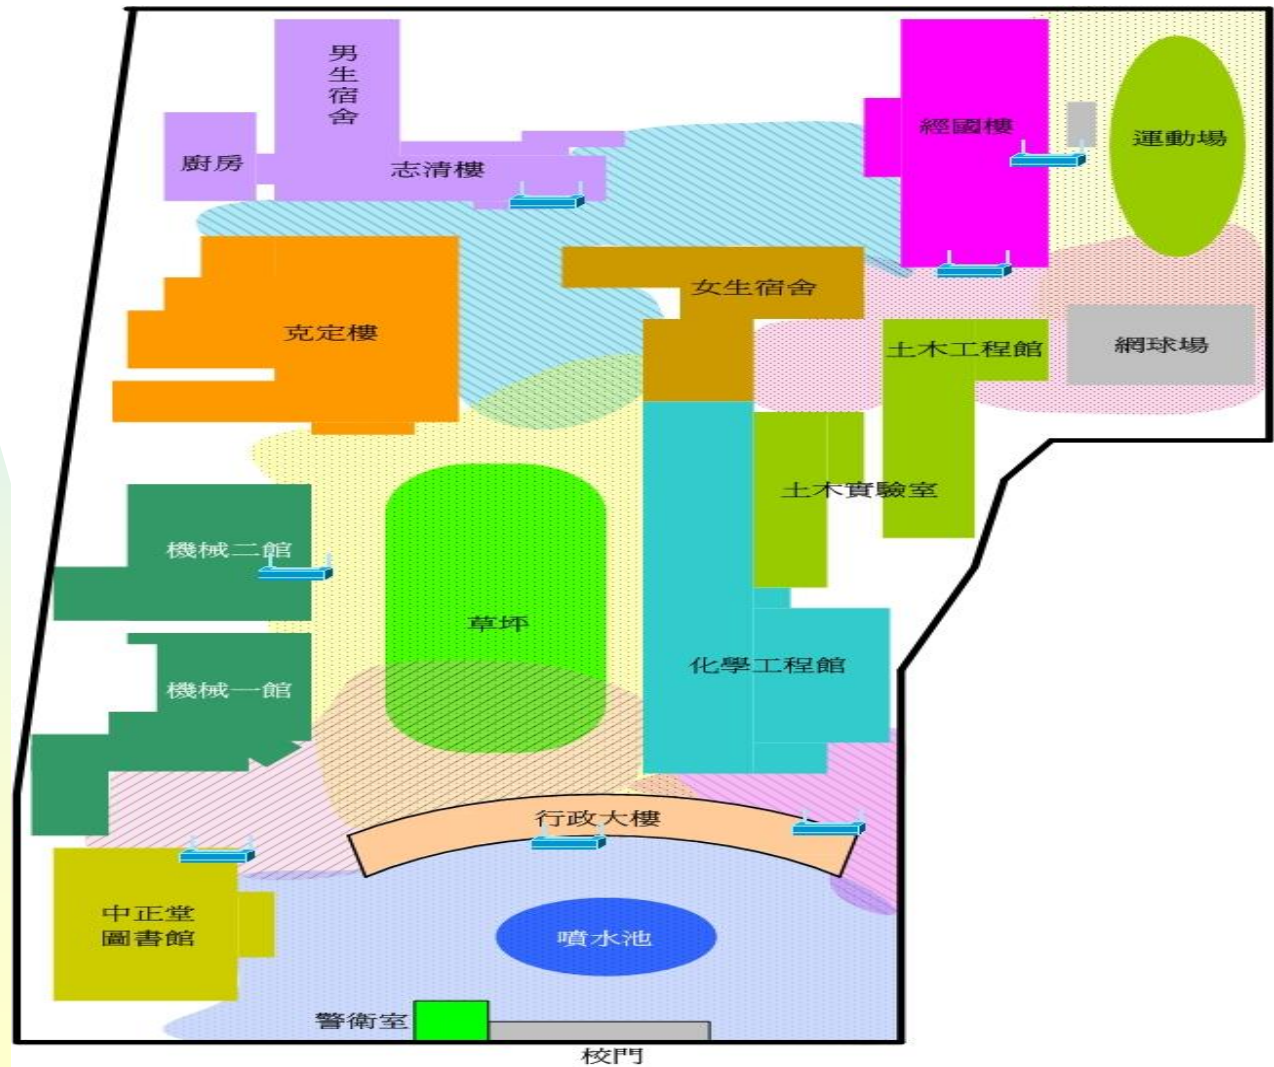 男生宿舍
廚房
志清樓
經國樓
運動場
女生宿舍
克定樓
土木工程館
網球場
土木實驗室
機械二館
草坪
化學工程館
機械一館
行政大樓
中正堂
圖書館
噴水池
警衛室
校門